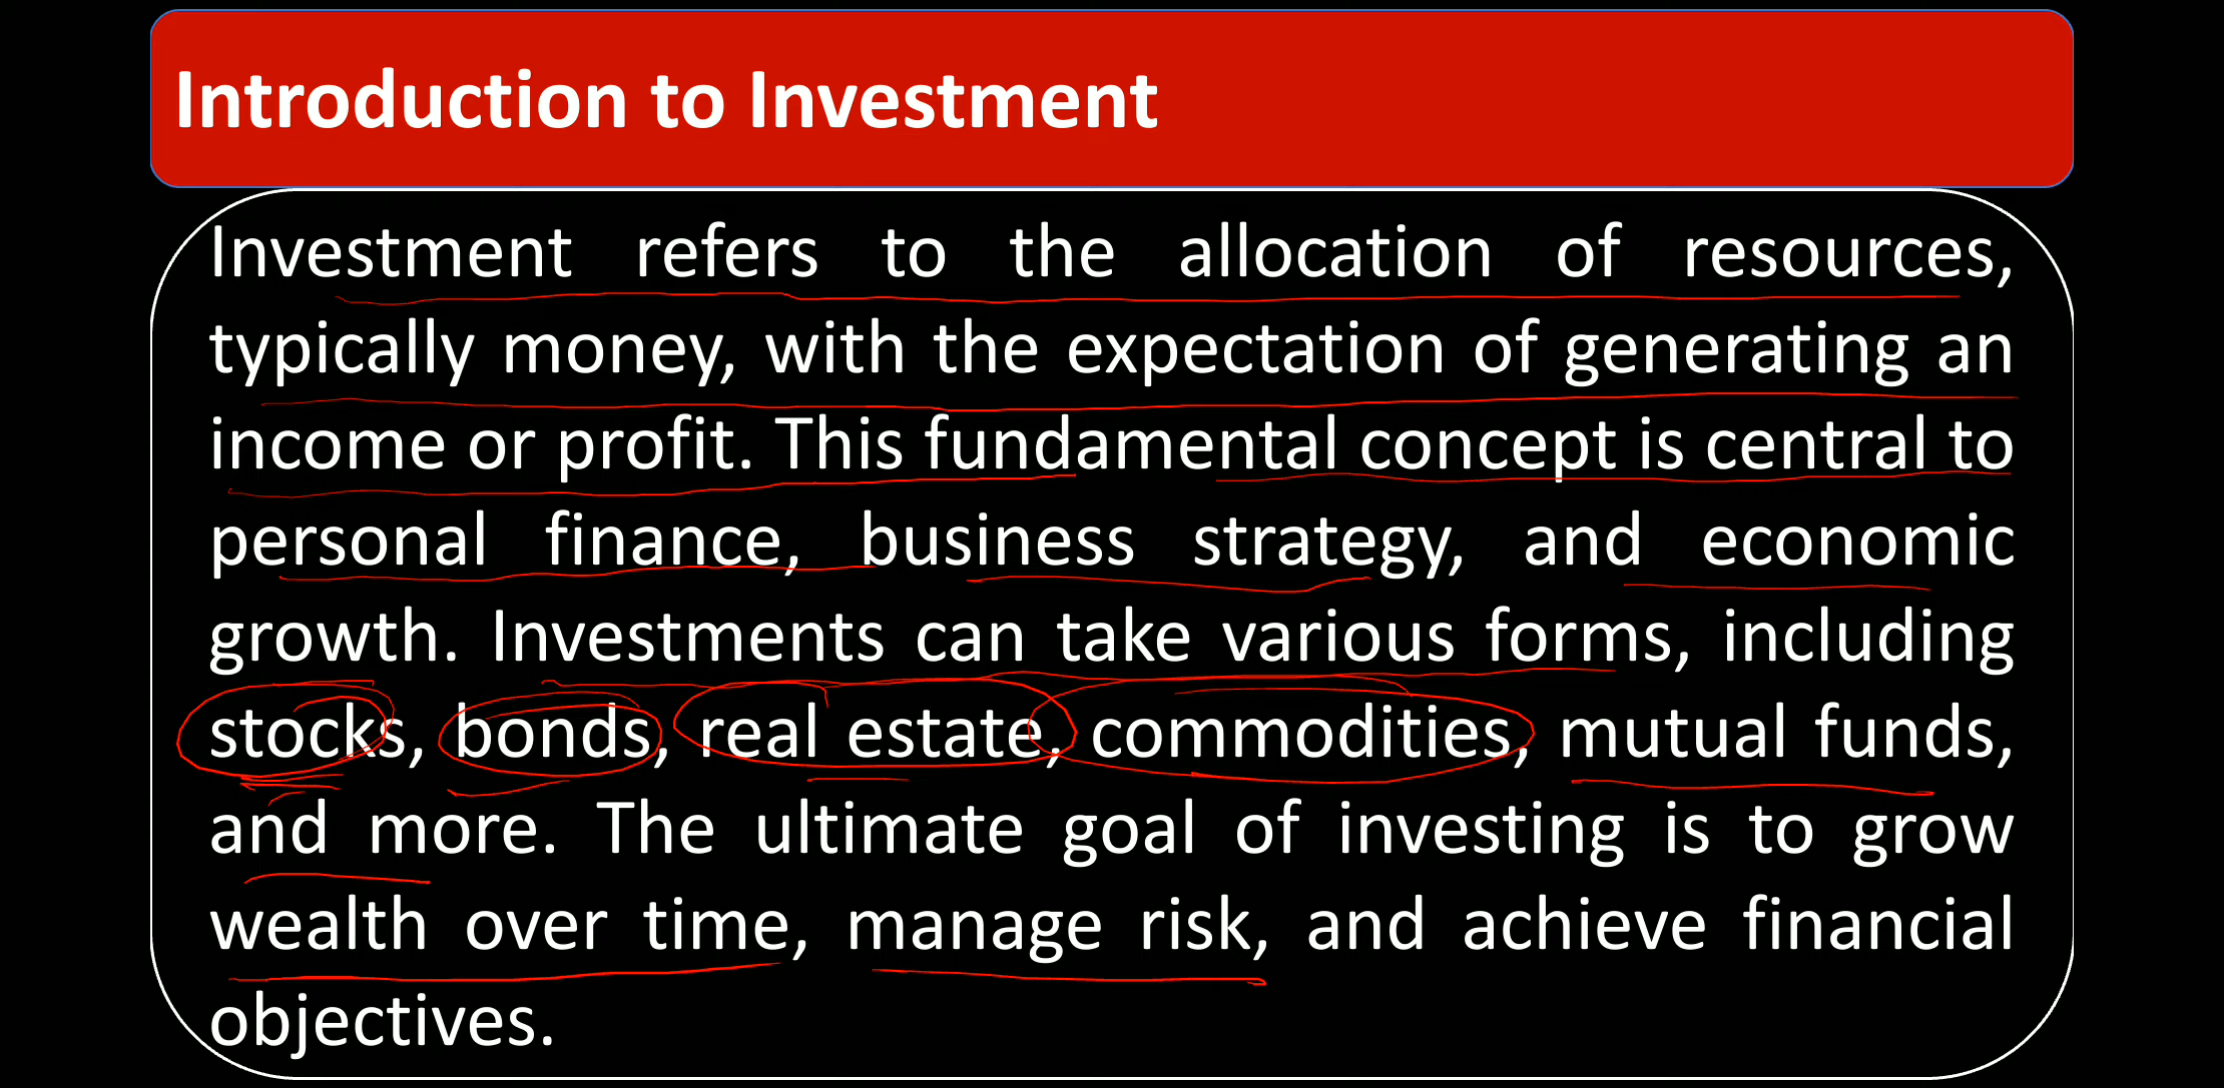 Introduction to Investment
Investment refers to the allocation of resources,
typically money, with the expectation of generating an
income or profit. This fundamental concept is central to
personal finance, business strategy, and economic
growth. Investments can take various forms, including
stocks, bonds, real estate, commodities, mutual funds,
and more. The ultimate goal of investing is to grow
wealth over time, manage risk, and achieve financial
objectives.